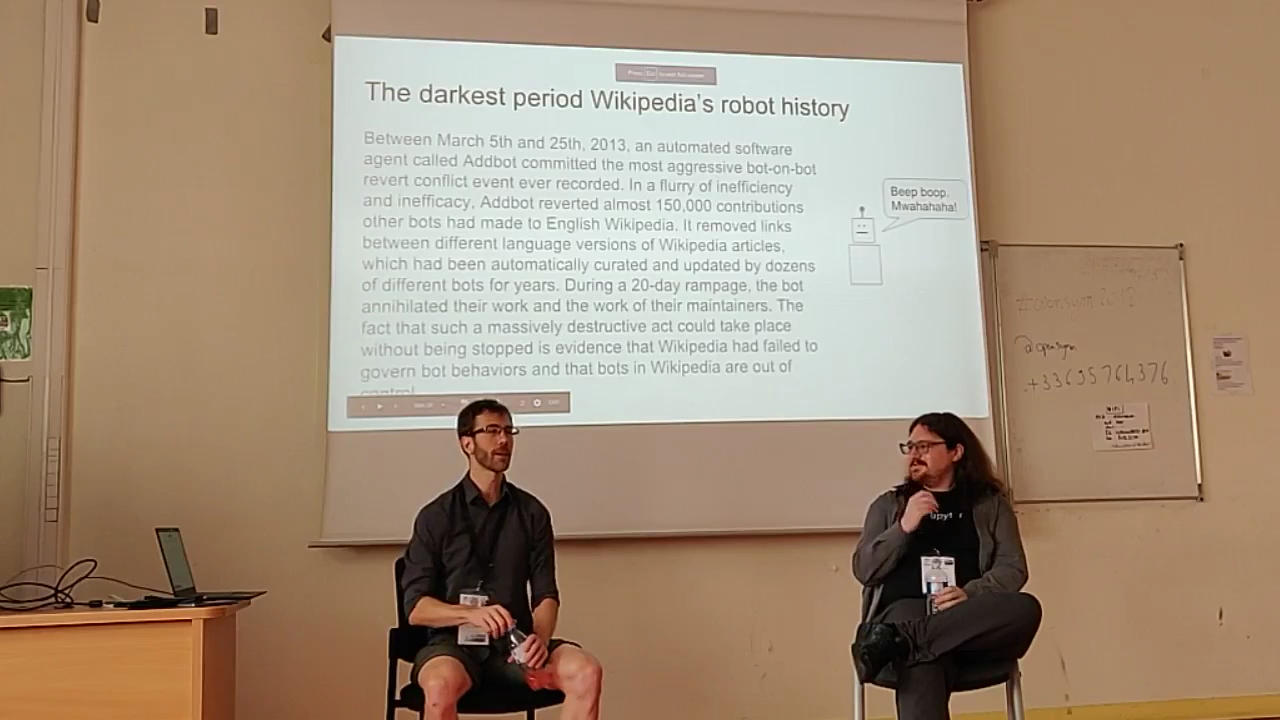 The darkest period Wikipedia's robot history
Between March 5th and 25th, 2013, an automated software
agent called Addbot committed the most aggressive bot-on-bot
revert conflict event ever recorded. In a flurry of inefficiency
and inefficacy, Addbot reverted almost 150,000 contributions
other bots had made to English Wikipedia. It removed links
between different language versions of Wikipedia articles,
which had been automatically curated and updated by dozens
of different bots for years. During a 20-day rampage, the bot
annihilated their work and the work of their maintainers. The
fact that such a massively destructive act could take place
without being stopped is evidence that Wikipedia had failed to
govern bot behaviors and that bots in Wikipedia are out of
control
Beep boop.
Mwahahaha!
@opensym
+33695764376
WiFi